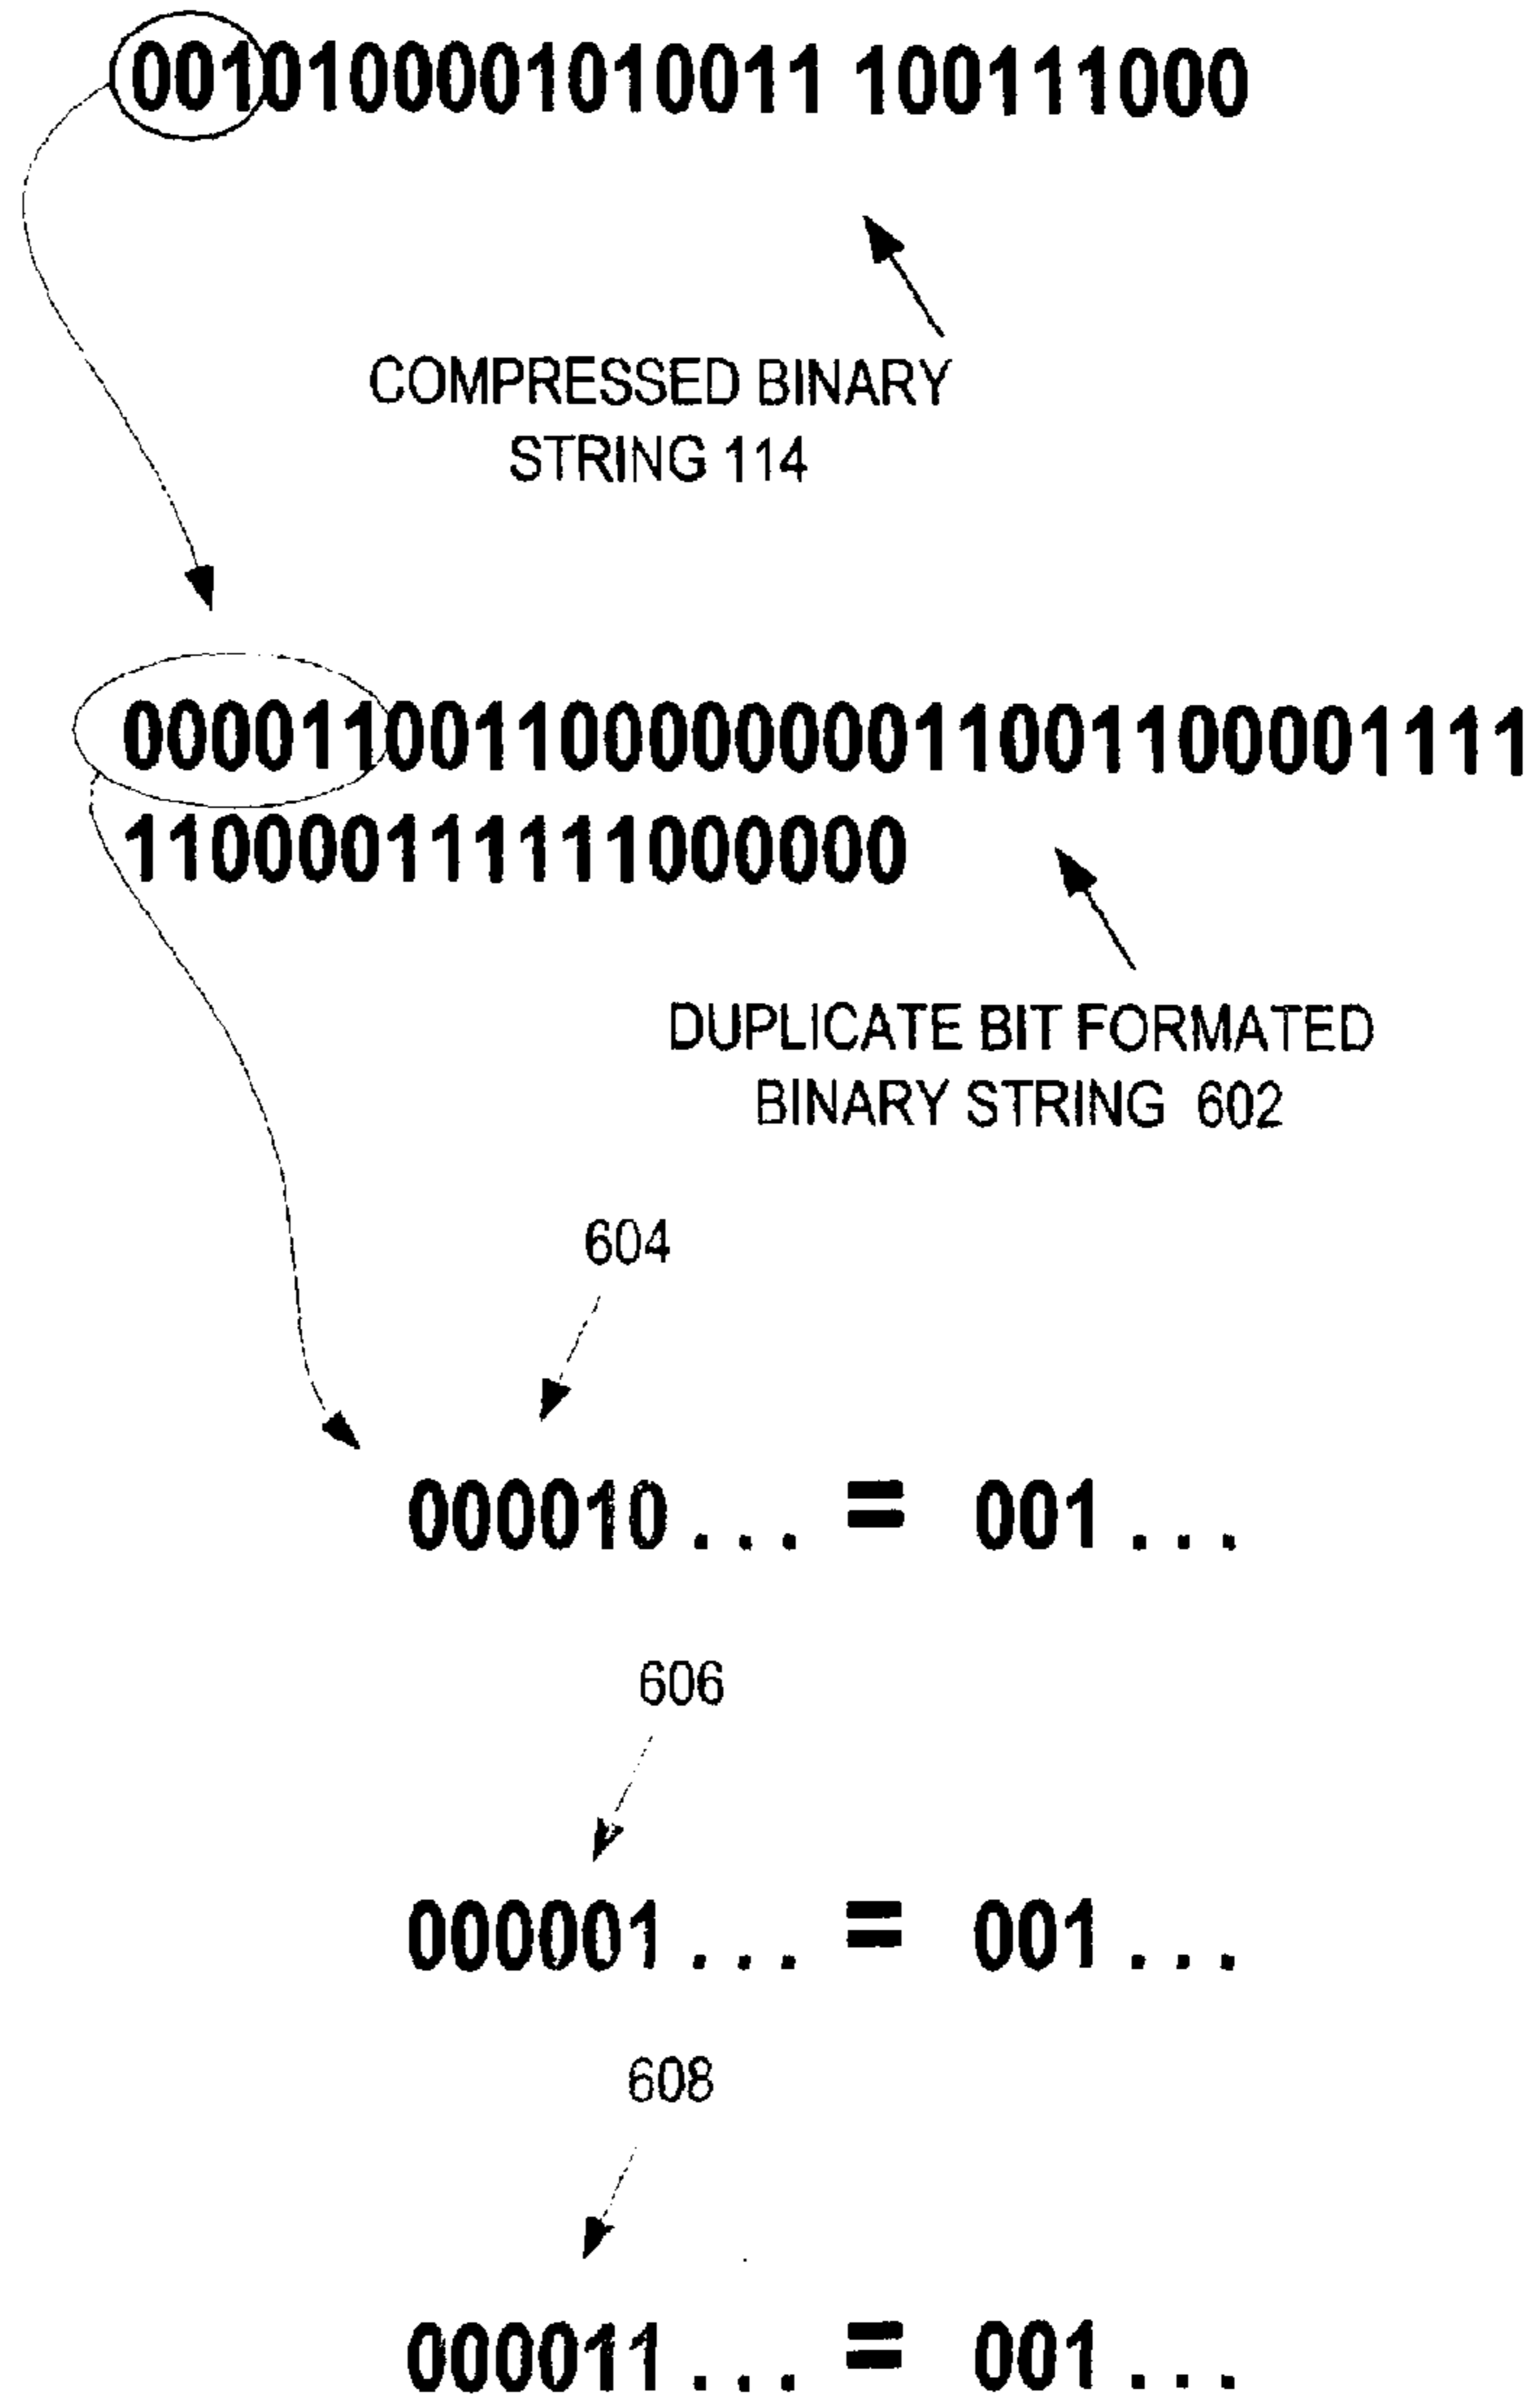 0010100001010011 100111000
COMPRESSED BINARY
STRING 114
00001100110000000011001100001111
110000111111000000
DUPLICATE BIT FORMATED
BINARY STRING 602
604
000010... = 001...
606
000001... = 001...
608
000011... = 001...